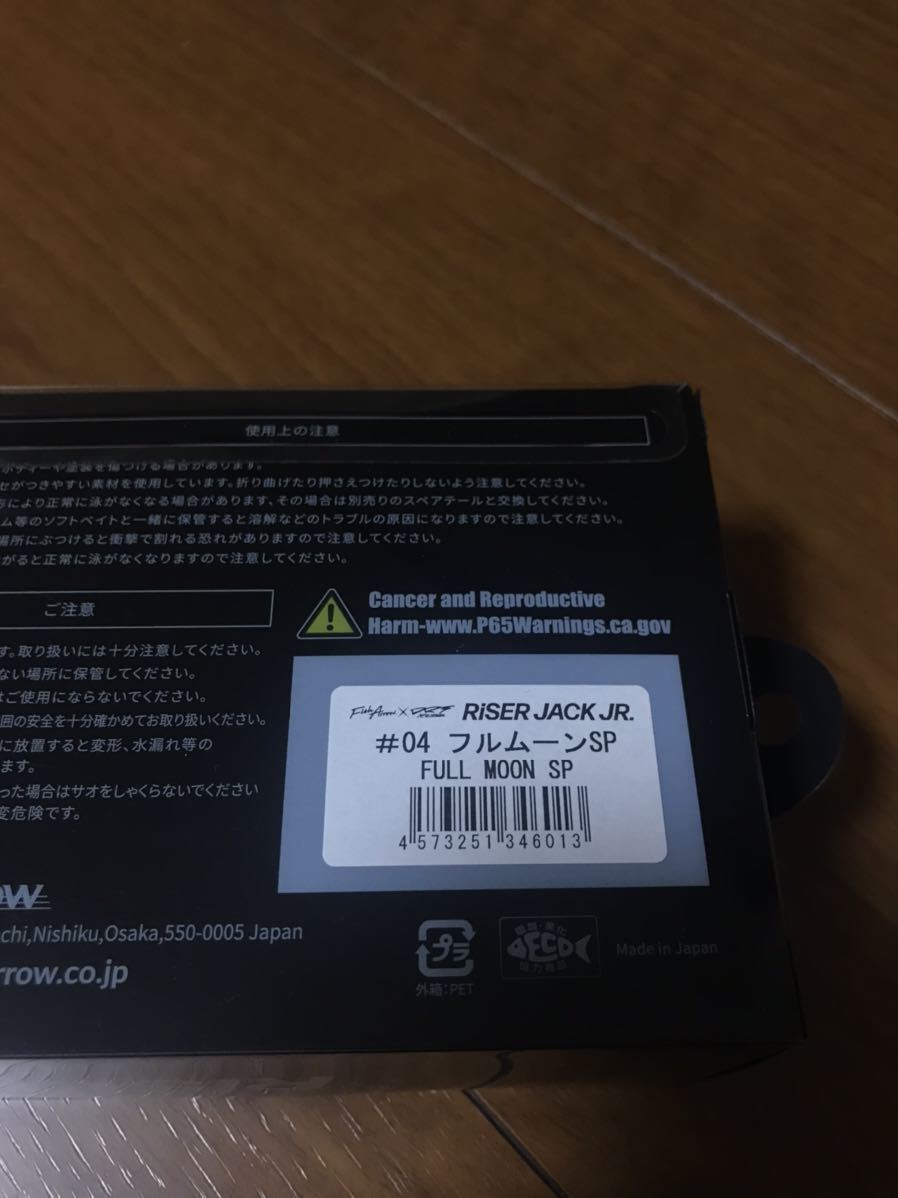 使用上の注意
ボディーや塗装を傷つける場合があります。
セがつきやすい素材を使用しています。折り曲げたり押さえつけたりしないよう注意してください。
形により正常に泳がなくなる場合があります、その場合は別売りのスペアテールと交換してください。
ム等のソフトベイトと一緒に保管すると溶解などのトラブルの原因になりますので注意してください。
場所にぶつけると衝撃で割れる恐れがありますので注意してください。
がると正常に泳がなくなりますので注意してください。
ご注意
す。取り扱いには十分注意してください。
ない場所に保管してください。
はご使用にならないでください。
囲の安全を十分確かめてお取り扱いください。
に放置すると変形、水漏れ等の
ます。
った場合はサオをしゃくらないでください
変危険です。
Cancer and Reproductive
Harm-www.P65Warnings.ca.gov
Fish Arrow × DRT RiSER JACK JR.
#04 フルムーンSP
FULL MOON SP
4 573251 346013
ow
chi,Nishiku,Osaka,550-0005 Japan
rrow.co.jp
プラ
外箱:PET
環境・美化
ECO
協力商品
Made in Japan